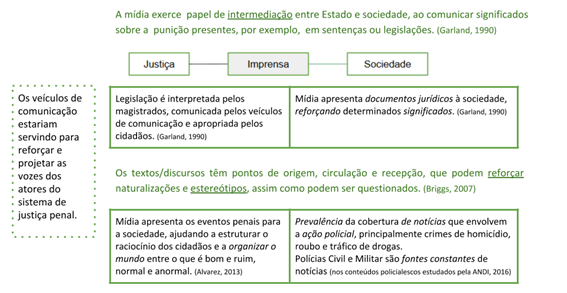 A mídia exerce papel de intermediação entre Estado e sociedade, ao comunicar significados
sobre a punição presentes, por exemplo, em sentenças ou legislações. (Garland, 1990)
Justiça
Imprensa
Sociedade
Os veículos de
comunicação
estariam
servindo para
reforçar e
projetar as
vozes dos
atores do
sistema de
justiça penal.
Legislação é interpretada pelos
magistrados, comunicada pelos veículos
de comunicação e apropriada pelos
cidadãos. (Garland, 1990)
Mídia apresenta documentos jurídicos à sociedade,
reforçando determinados significados. (Garland, 1990)
Os textos/discursos têm pontos de origem, circulação e recepção, que podem reforçar
naturalizações e estereótipos, assim como podem ser questionados. (Briggs, 2007)
Mídia apresenta os eventos penais para
a sociedade, ajudando a estruturar o
raciocínio dos cidadãos e a organizar o
mundo entre o que é bom e ruim,
normal e anormal. (Alvarez, 2013)
Prevalência da cobertura de notícias que envolvem
a ação policial, principalmente crimes de homicídio,
roubo e tráfico de drogas.
Polícias Civil e Militar são fontes constantes de
notícias (nos conteúdos policialescos estudados pela ANDI, 2016)